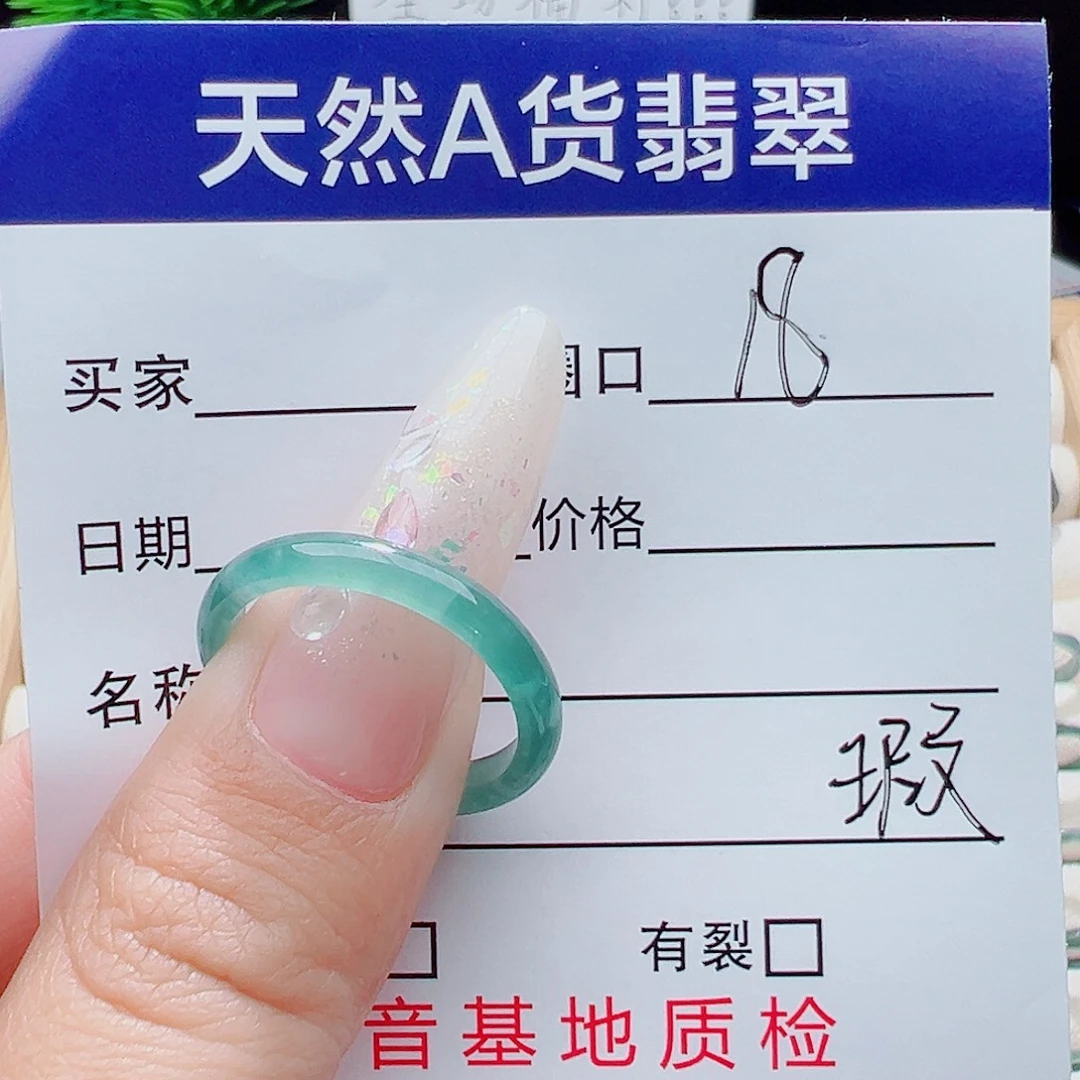 天然A货翡翠
买家 圈口 18
日期 价格
名称
瑕
有裂
音基地质检